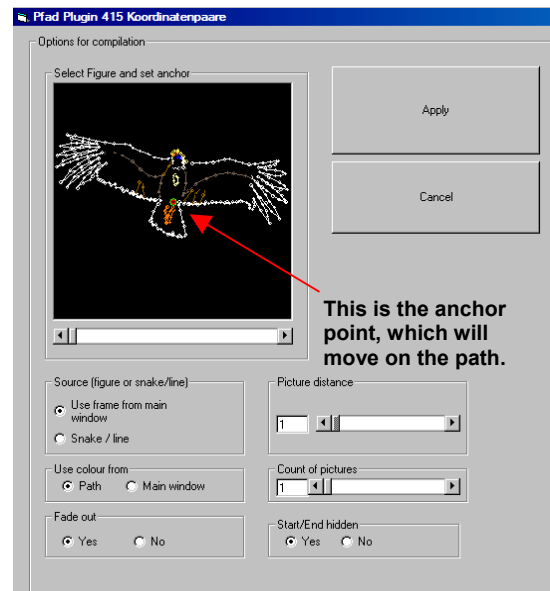 Pfad Plugin 415 Koordinatenpaare
Options for compilation
Select Figure and set anchor
Apply
Cancel
This is the anchor
point, which will
move on the path.
Source (figure or snake/line)
Use frame from main
window
Snake / line
Picture distance
1
Use colour from
Path Main window
Count of pictures
1
Fade out
Yes No
Start/End hidden
Yes No